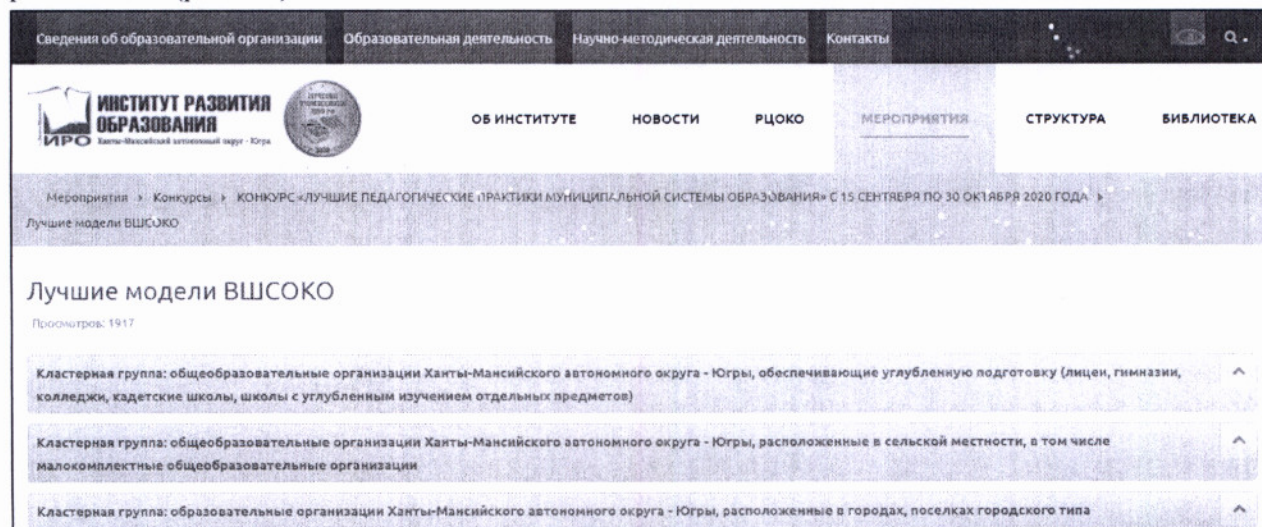 Сведения об образовательной организации Образовательная деятельность Научно-методическая деятельность Контакты
ИНСТИТУТ РАЗВИТИЯ
ОБРАЗОВАНИЯ
ИРО Ханты-Мансийский автономный округ - Югра
ОБ ИНСТИТУТЕ НОВОСТИ РЦОКО МЕРОПРИЯТИЯ СТРУКТУРА БИБЛИОТЕКА
Мероприятия Конкурсы КОНКУРС «ЛУЧШИЕ ПЕДАГОГИЧЕСКИЕ ПРАКТИКИ МУНИЦИПАЛЬНОЙ СИСТЕМЫ ОБРАЗОВАНИЯ» С 15 СЕНТЯБРЯ ПО 30 ОКТЯБРЯ 2020 ГОДА
Лучшие модели ВШСОКО
Лучшие модели ВШСОКО
Просмотров: 1917
Кластерная группа: общеобразовательные организации Ханты-Мансийского автономного округа - Югры, обеспечивающие углубленную подготовку (лицеи, гимназии,
колледжи, кадетские школы, школы с углубленным изучением отдельных предметов)
Кластерная группа: общеобразовательные организации Ханты-Мансийского автономного округа - Югры, расположенные в сельской местности, в том числе
малокомплектные общеобразовательные организации
Кластерная группа: образовательные организации Ханты-Мансийского автономного округа - Югры, расположенные в городах, поселках городского типа